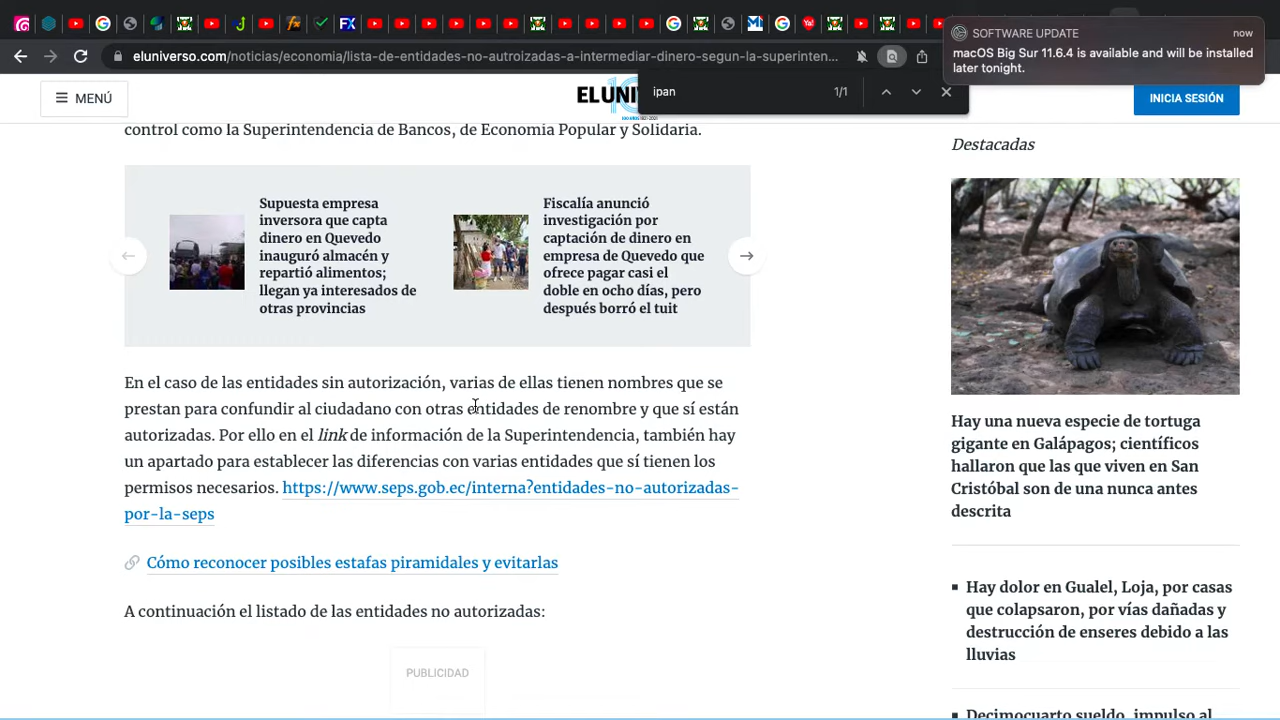 eluniverso.com/noticias/economia/lista-de-entidades-no-autroizadas-a-intermediar-dinero-segun-la-superinten...
SOFTWARE UPDATE
now
macOS Big Sur 11.6.4 is available and will be installed
later tonight.
MENÚ
ELUNI
ipan
1/1
INICIA SESIÓN
control como la Superintendencia de Bancos, de Economia Popular y Solidaria.
Supuesta empresa
inversora que capta
dinero en Quevedo
inauguró almacén y
repartió alimentos;
llegan ya interesados de
otras provincias
Fiscalía anunció
investigación por
captación de dinero en
empresa de Quevedo que
ofrece pagar casi el
doble en ocho días, pero
después borró el tuit
En el caso de las entidades sin autorización, varias de ellas tienen nombres que se
prestan para confundir al ciudadano con otras entidades de renombre y que sí están
autorizadas. Por ello en el link de información de la Superintendencia, también hay
un apartado para establecer las diferencias con varias entidades que sí tienen los
permisos necesarios. https://www.seps.gob.ec/interna?entidades-no-autorizadas-
por-la-seps
Cómo reconocer posibles estafas piramidales y evitarlas
A continuación el listado de las entidades no autorizadas:
PUBLICIDAD
Destacadas
Hay una nueva especie de tortuga
gigante en Galápagos; científicos
hallaron que las que viven en San
Cristóbal son de una nunca antes
descrita
Hay dolor en Gualel, Loja, por casas
que colapsaron, por vías dañadas y
destrucción de enseres debido a las
lluvias
Decimocuarto sueldo, impulso al